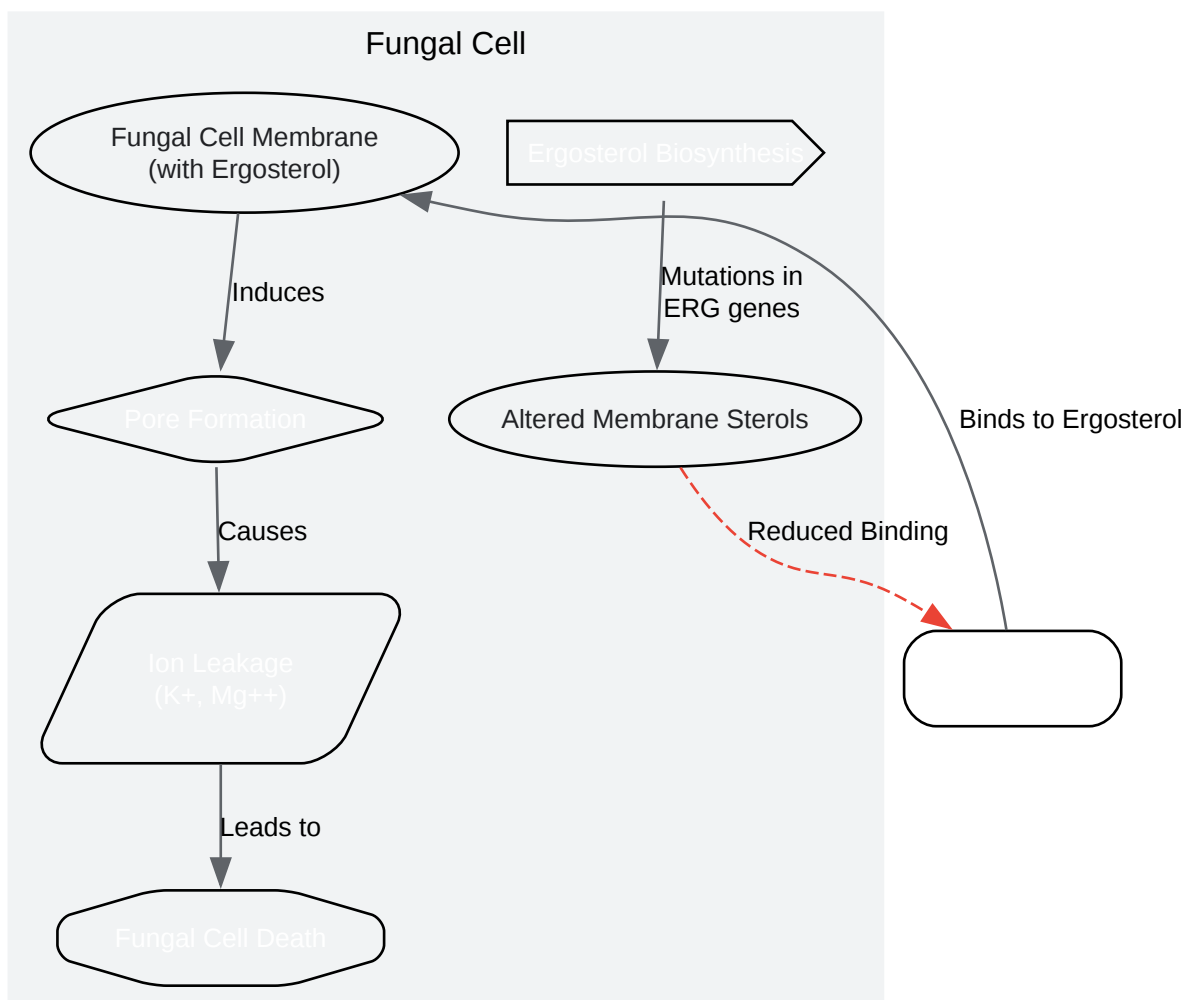 Fungal Cell
Fungal Cell Membrane
(with Ergosterol)
Ergosterol Biosynthesis
Induces
Mutations in
ERG genes
Pore Formation
Altered Membrane Sterols
Binds to Ergosterol
Causes
Reduced Binding
Ion Leakage
(K+, Mg++)
Leads to
Fungal Cell Death